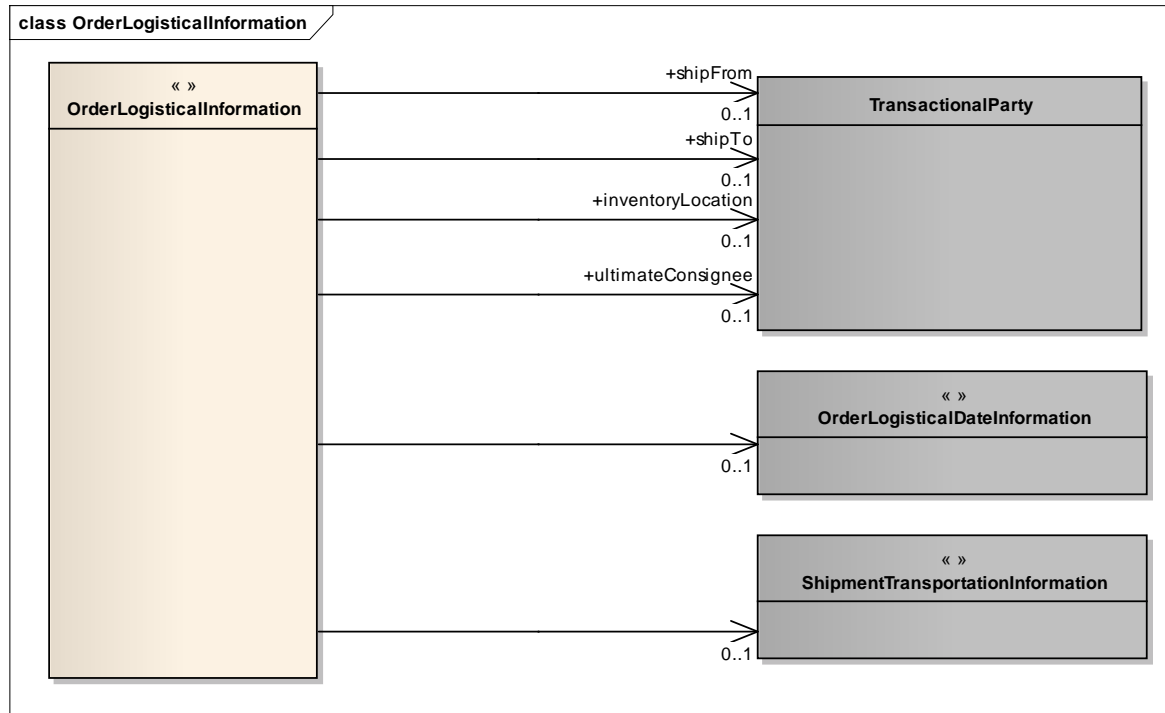 class OrderLogisticalInformation
« »
OrderLogisticalInformation
+shipFrom
0..1
+shipTo
0..1
+inventoryLocation
0..1
+ultimateConsignee
0..1
0..1
0..1
TransactionalParty
« »
OrderLogisticalDateInformation
« »
ShipmentTransportationInformation